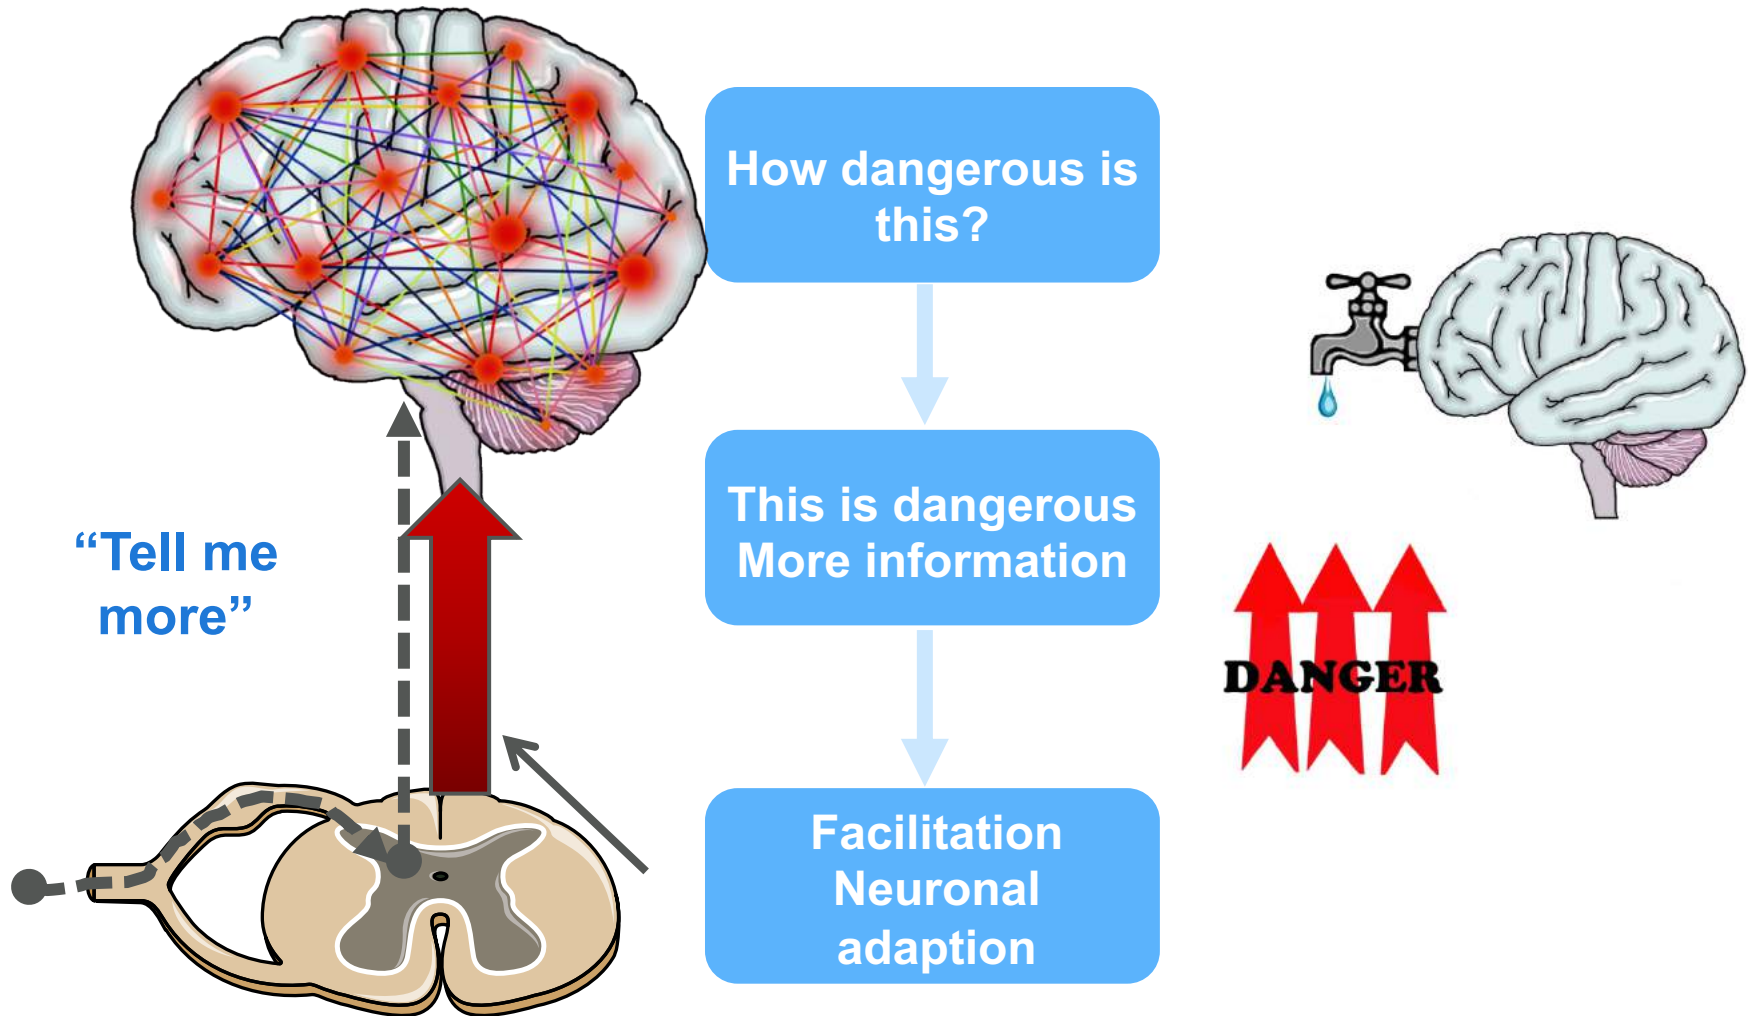 How dangerous is
this?
“Tell me
more”
This is dangerous
More information
DANGER
Facilitation
Neuronal
adaption